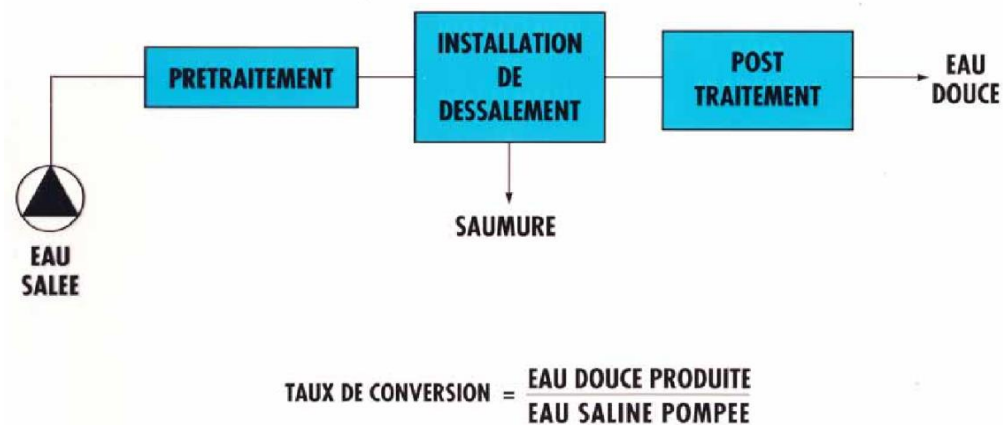 PRETRAITEMENT
INSTALLATION
DE
DESSALEMENT
POST
TRAITEMENT
EAU
DOUCE
SAUMURE
EAU
SALEE
TAUX DE CONVERSION = EAU DOUCE PRODUITE
EAU SALINE POMPEE